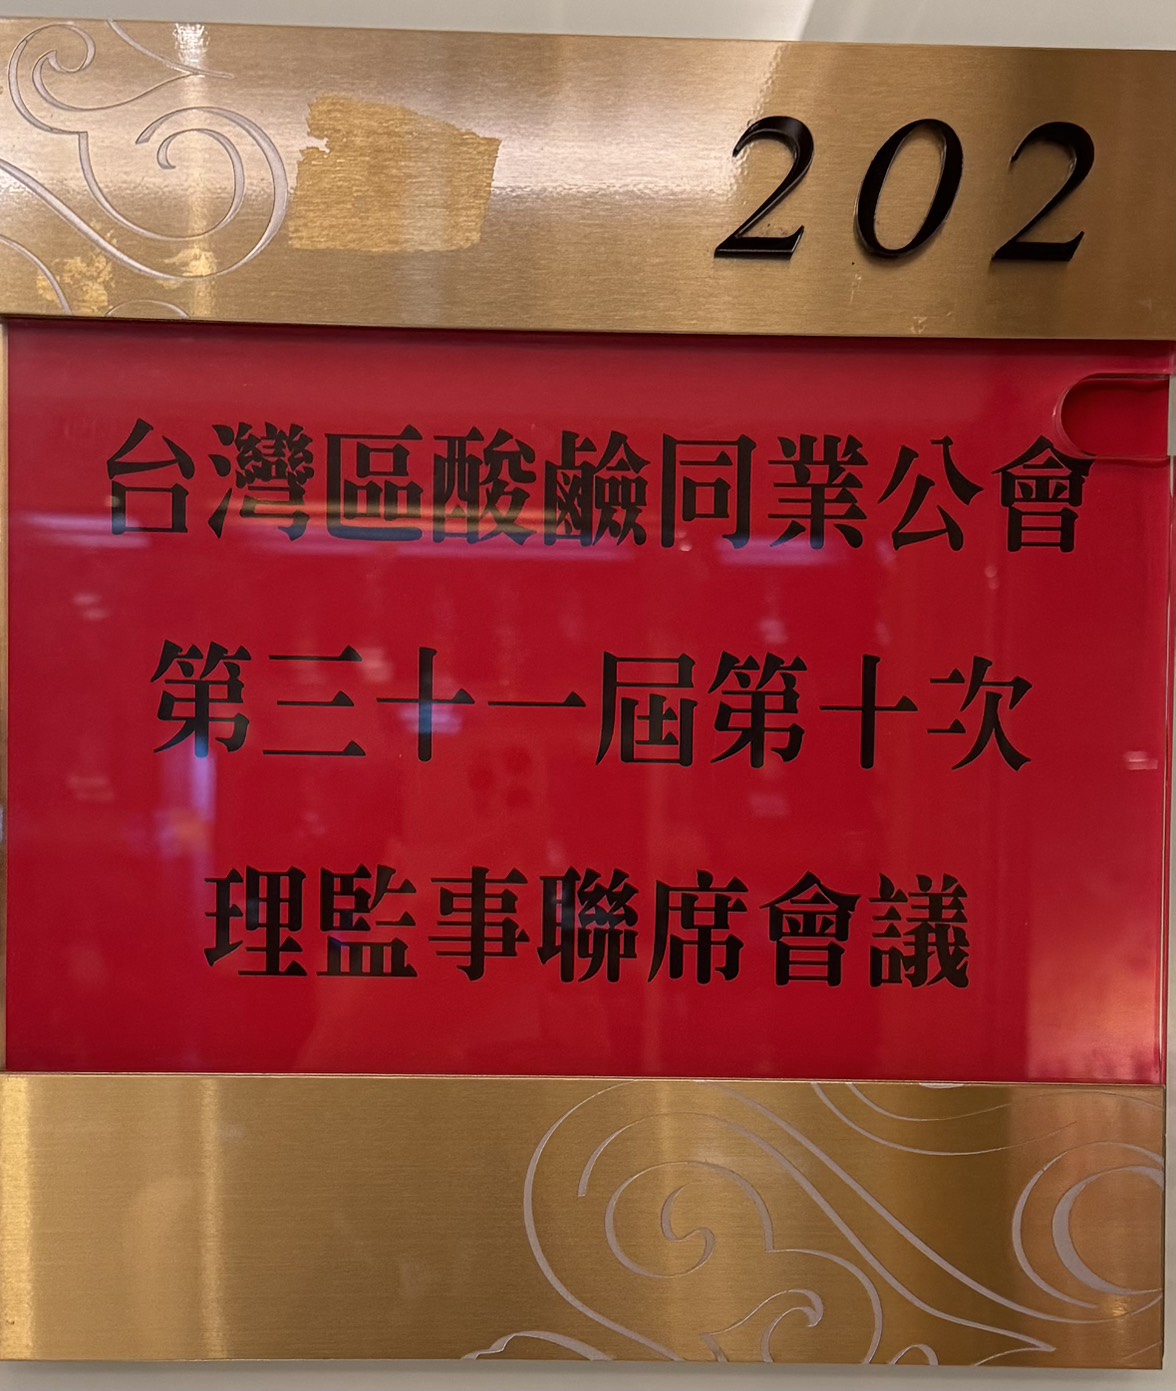 202
台灣區酸鹼同業公會
第三十一屆第十次
理監事聯席會議